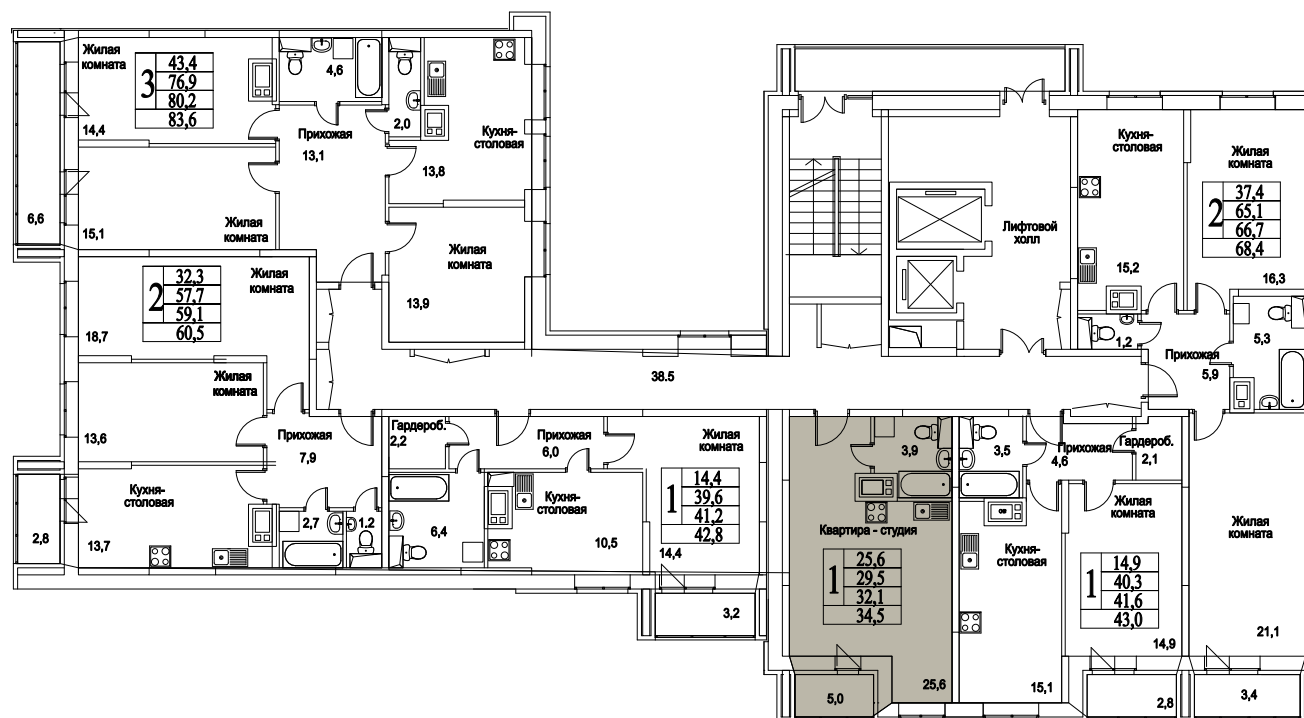 Жилая
комната
3
43,4
76,9
80,2
83,6
14,4
4,6
2,0
Прихожая
13,1
Кухня-
столовая
13,8
6,6
15,1
Жилая
комната
Жилая
комната
13,9
2
32,3
57,7
59,1
60,5
Жилая
комната
18,7
Жилая
комната
13,6
Прихожая
7,9
Кухня-
столовая
2,8
13,7
2,7
1.2
38.5
Гардероб.
2,2
Прихожая
6,0
Жилая
комната
1
14,4
39,6
41,2
42,8
6,4
Кухня-
столовая
10,5
14,4
3,2
Лифтовой
холл
Кухня-
столовая
15,2
Жилая
комната
2
37,4
65,1
66,7
68,4
16,3
1,2
Прихожая
5,9
5,3
3,9
Квартира - студия
1
25,6
29,5
32,1
34,5
5,0
25,6
3,5
4,6
Прихожая
Гардероб.
2,1
Кухня-
столовая
15,1
Жилая
комната
1
14,9
40,3
41,6
43,0
14,9
2,8
Жилая
комната
21,1
3,4